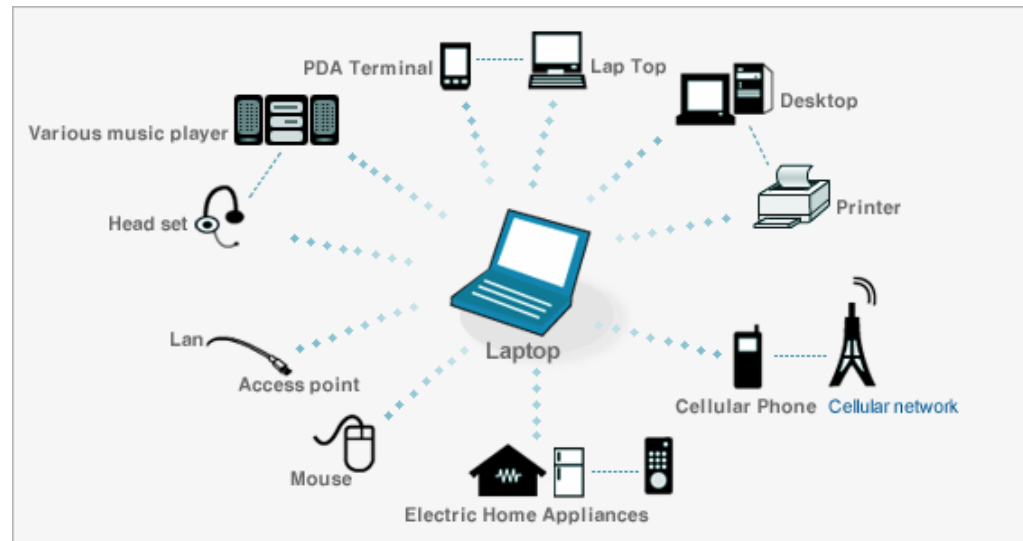 PDA Terminal
Lap Top
Desktop
Various music player
Printer
Head set
Lan
Laptop
Access point
Cellular Phone
Cellular network
Mouse
Electric Home Appliances